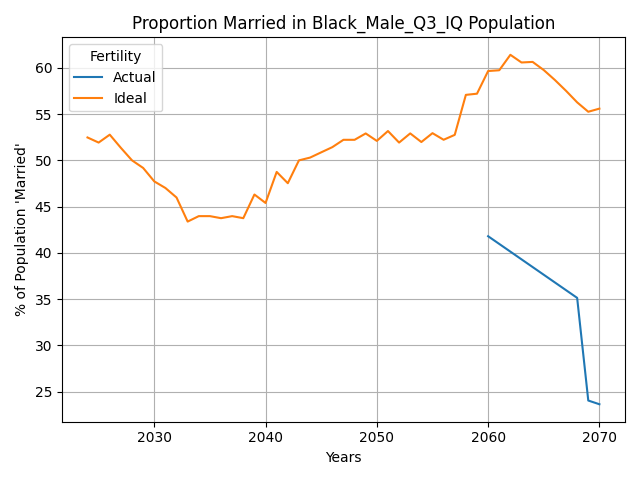 Proportion Married in Black_Male_Q3_IQ Population
Fertility
Actual
Ideal
% of Population 'Married'
60
55
50
45
40
35
30
25
2030
2040
2050
2060
2070
Years